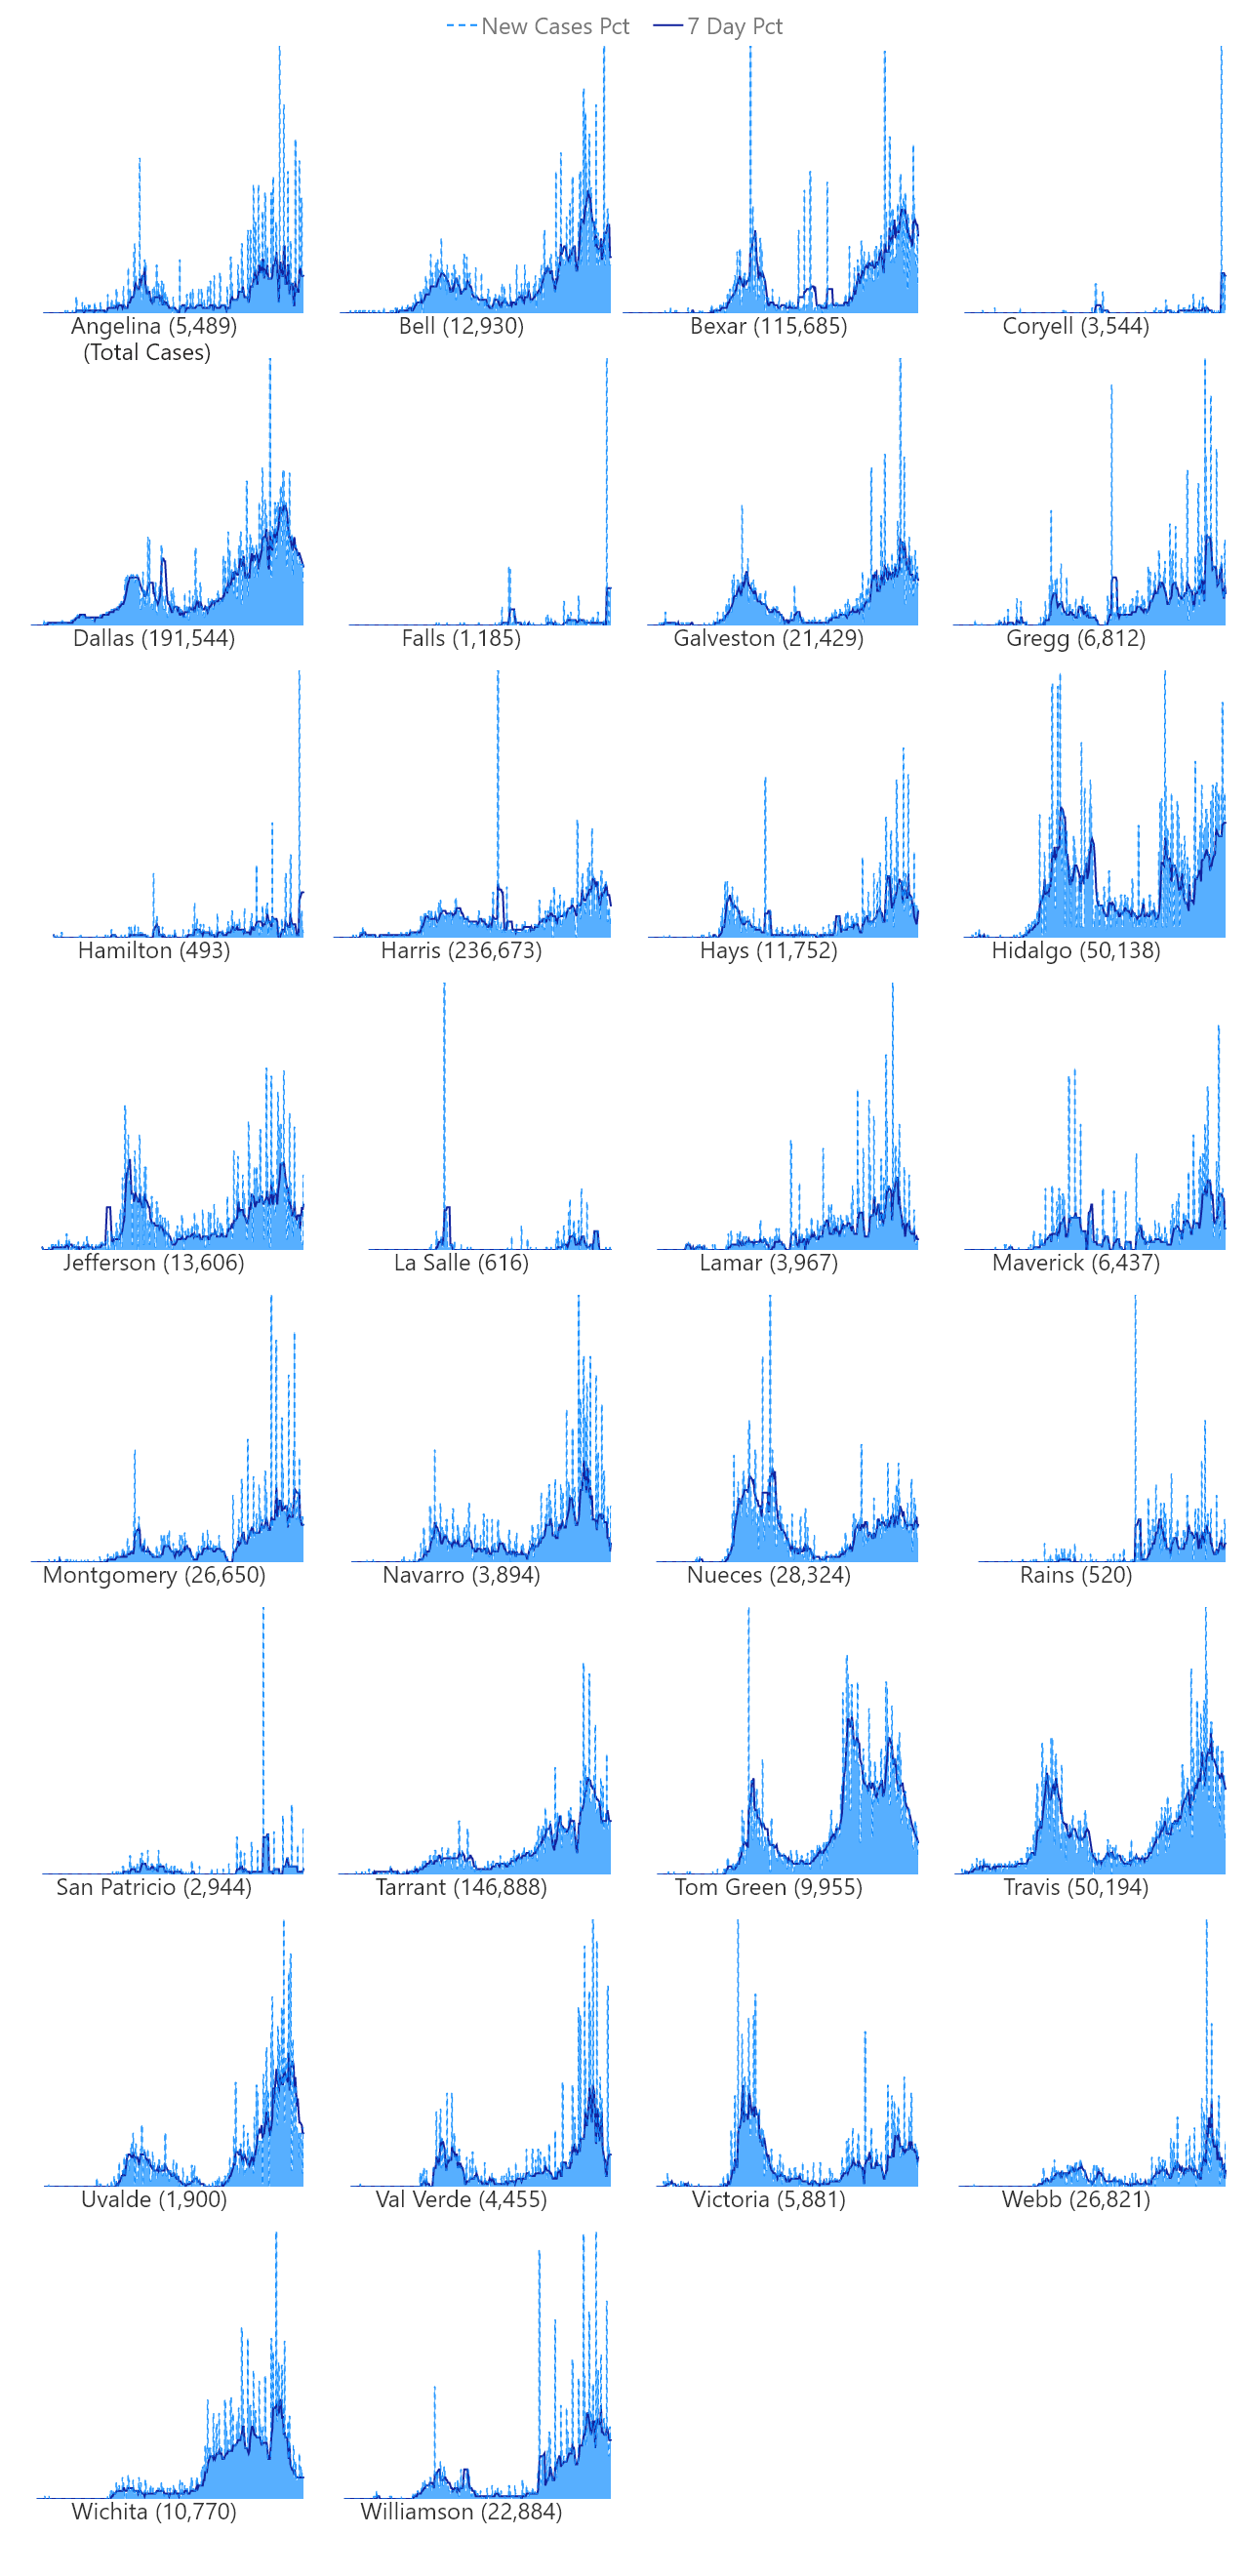 New Cases Pct 7 Day Pct
Angelina (5,489) Bell (12,930) Bexar (115,685) Coryell (3,544)
(Total Cases)
Dallas (191,544) Falls (1,185) Galveston (21,429) Gregg (6,812)
Hamilton (493) Harris (236,673) Hays (11,752) Hidalgo (50,138)
Jefferson (13,606) La Salle (616) Lamar (3,967) Maverick (6,437)
Montgomery (26,650) Navarro (3,894) Nueces (28,324) Rains (520)
San Patricio (2,944) Tarrant (146,888) Tom Green (9,955) Travis (50,194)
Uvalde (1,900) Val Verde (4,455) Victoria (5,881) Webb (26,821)
Wichita (10,770) Williamson (22,884)